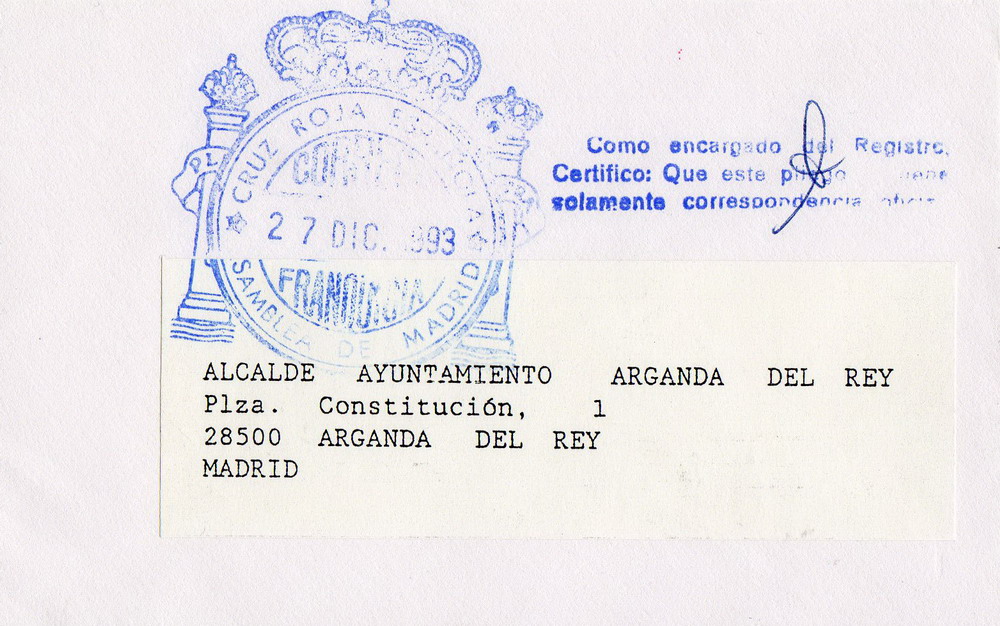 CRUZ ROJA
27 DIC. 1993
FRANQUICIA
ASAMBLEA DE MADRID
PL
Como encargado del Registro,
Certifico: Que este pliego
solamente correspondencia
ALCALDE AYUNTAMIENTO ARGANDA DEL REY
Plza. Constitución, 1
28500 ARGANDA DEL REY
MADRID